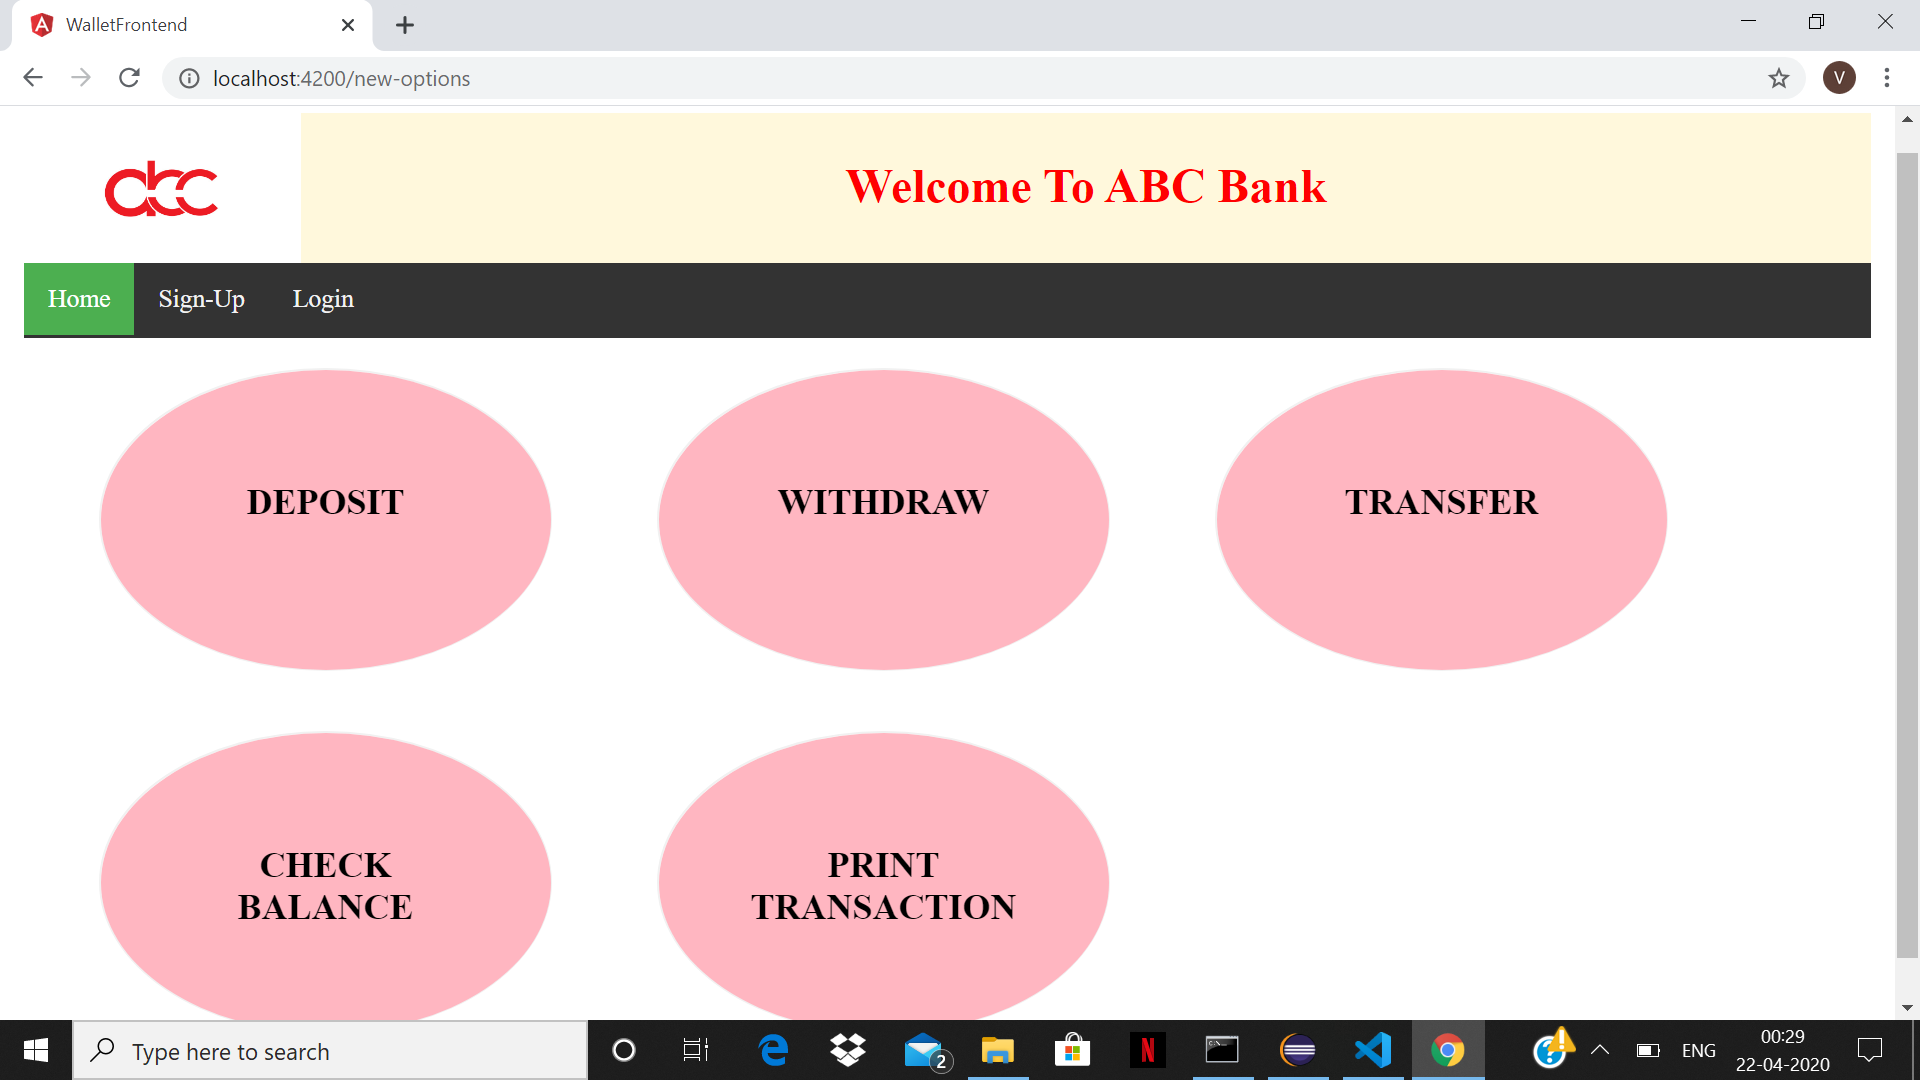 WalletFrontend
localhost:4200/new-options
V
abc
Welcome To ABC Bank
Home Sign-Up Login
DEPOSIT WITHDRAW TRANSFER
CHECK
BALANCE
PRINT
TRANSACTION
Type here to search
2
N
ENG
00:29
22-04-2020